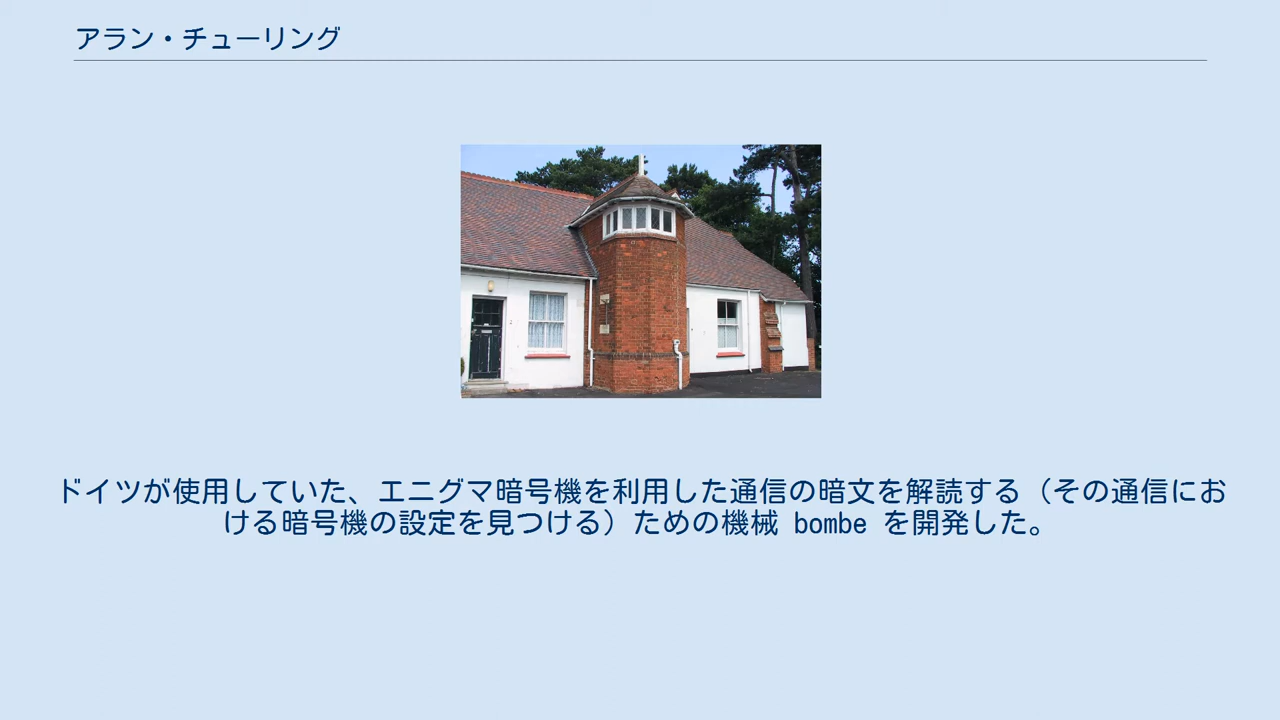 アラン・チューリング
ドイツが使用していた、エニグマ暗号機を利用した通信の暗文を解読する（その通信にお
ける暗号機の設定を見つける）ための機械 bombe を開発した。